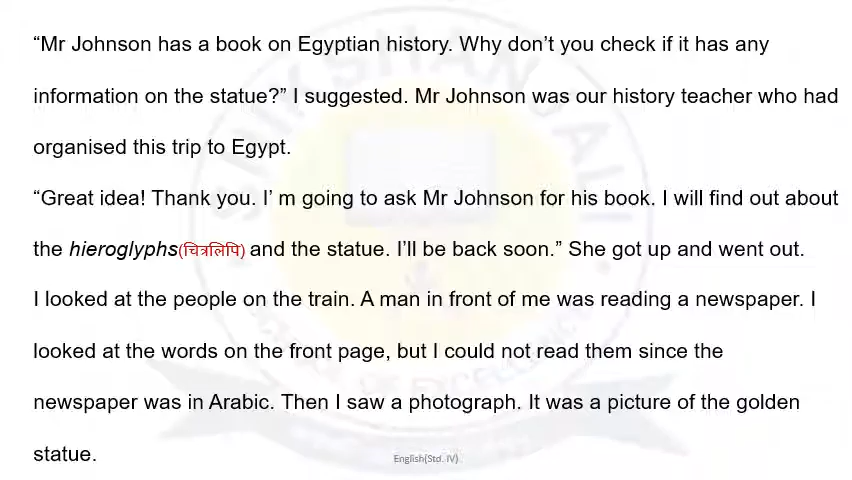 “Mr Johnson has a book on Egyptian history. Why don’t you check if it has any
information on the statue?” I suggested. Mr Johnson was our history teacher who had
organised this trip to Egypt.
“Great idea! Thank you. I’ m going to ask Mr Johnson for his book. I will find out about
the hieroglyphs(चित्रलिपि) and the statue. I’ll be back soon.” She got up and went out.
I looked at the people on the train. A man in front of me was reading a newspaper. I
looked at the words on the front page, but I could not read them since the
newspaper was in Arabic. Then I saw a photograph. It was a picture of the golden
statue.
English(Std. IV)